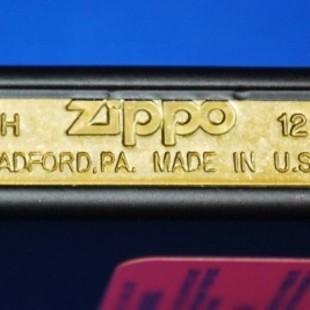 H zippo 12
ADFORD, PA. MADE IN U.S